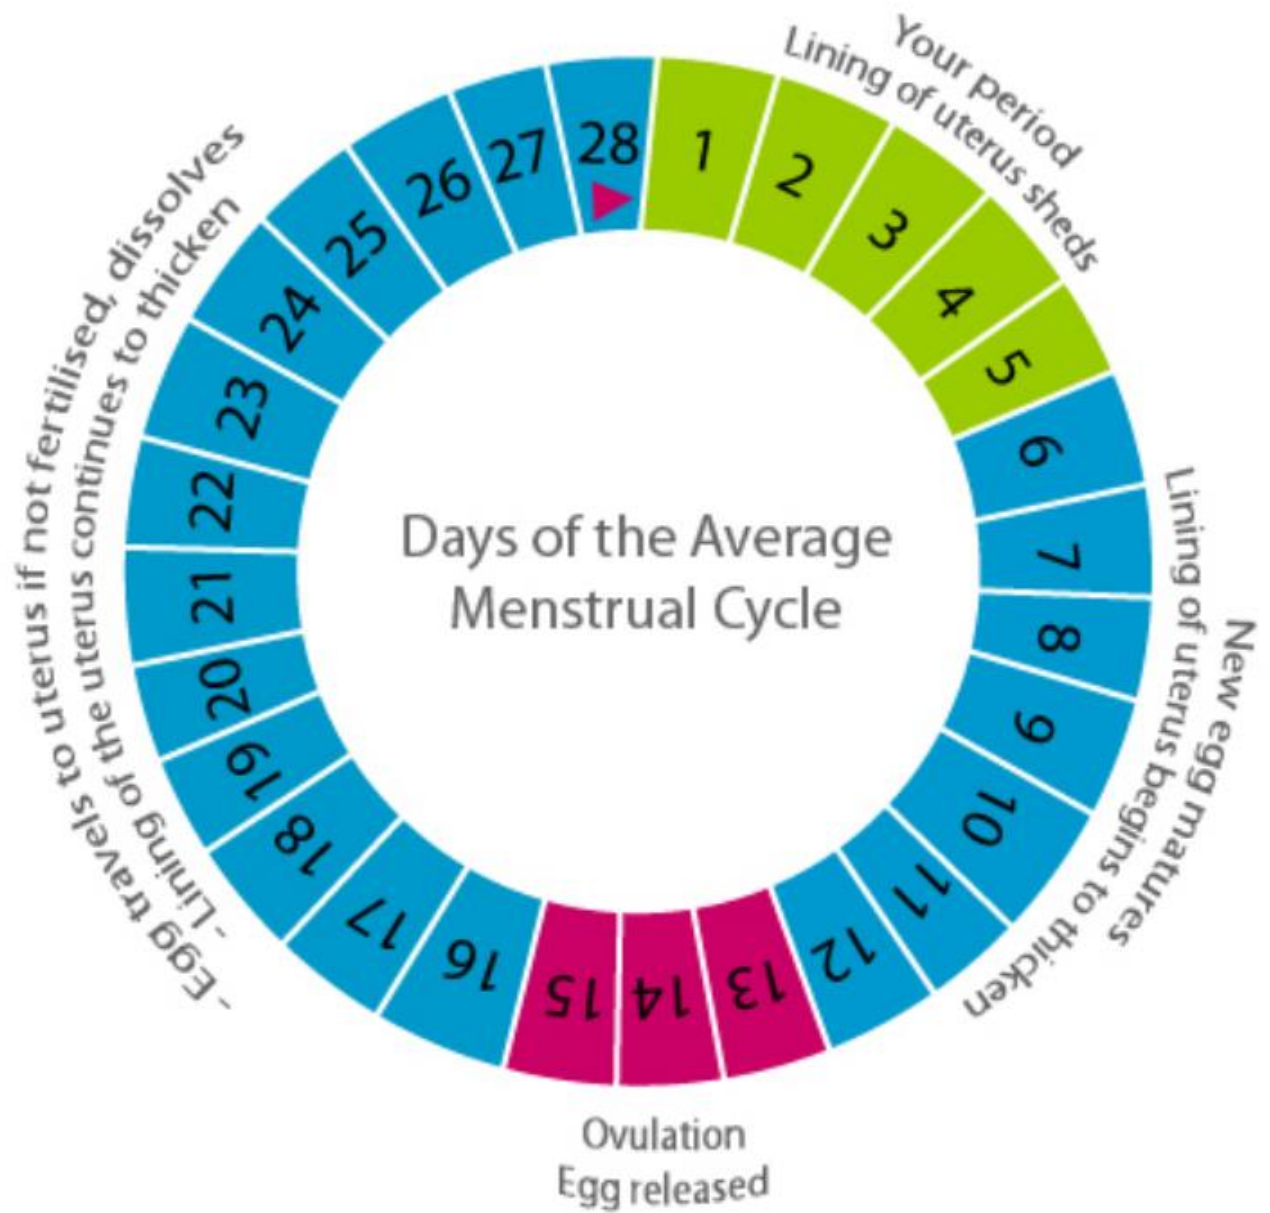 Your period
Lining of uterus sheds
1
2
3
4
5
6
7
8
9
10
11
12
13
14
15
16
17
18
19
20
21
22
23
24
25
26
27
28
New egg matures
Lining of uterus begins to thicken
Ovulation
Egg released
-Egg travels to uterus if not fertilised, dissolves
-Lining of the uterus continues to thicken
Days of the Average
Menstrual Cycle